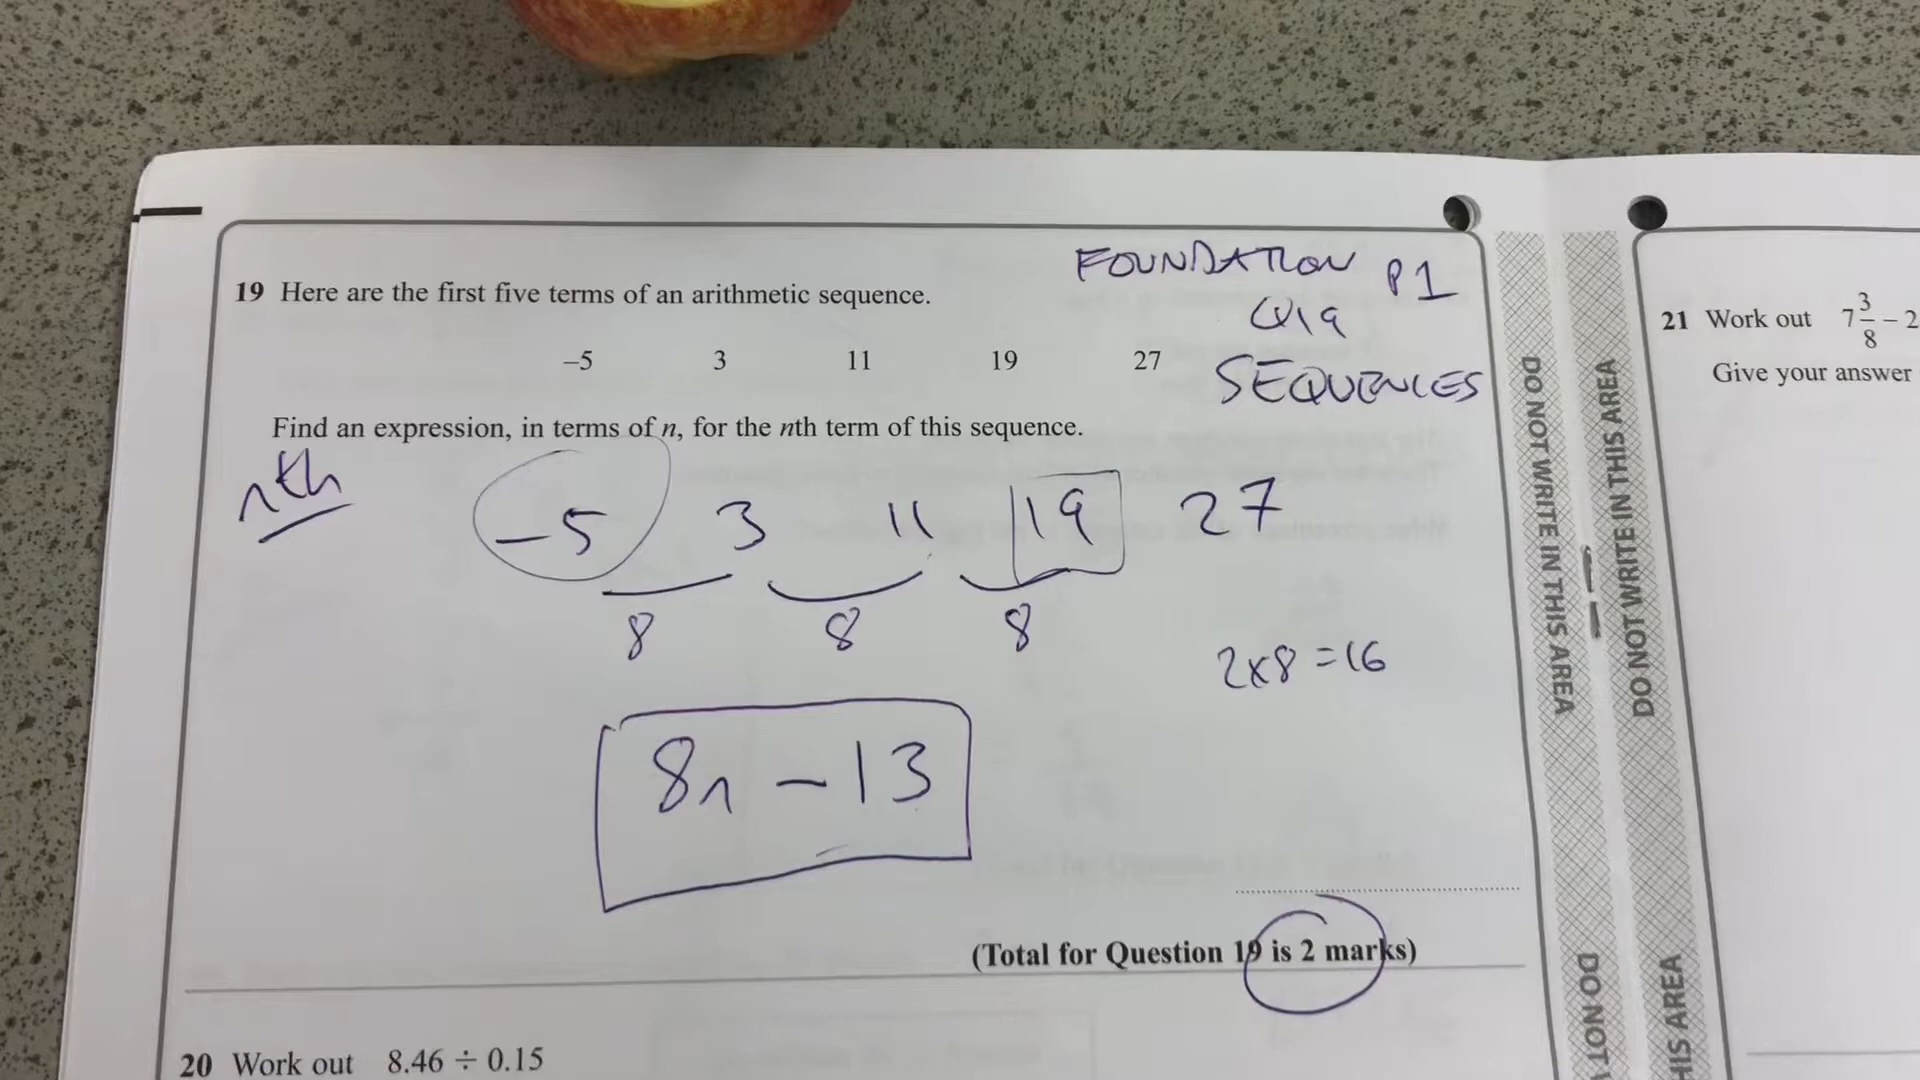 FOUNDATION P1
Q19
SEQUENCES
19 Here are the first five terms of an arithmetic sequence.
–5 3 11 19 27
Find an expression, in terms of n, for the nth term of this sequence.
nth
–5 3 11 19 27
8 8 8
2x8 = 16
8n – 13
(Total for Question 19 is 2 marks)
20 Work out 8.46 ÷ 0.15
DO NOT WRITE IN THIS AREA
DO NOT WRITE IN THIS AREA
DO NOT
THIS AREA
21 Work out 7 3/8 – 2
Give your answer